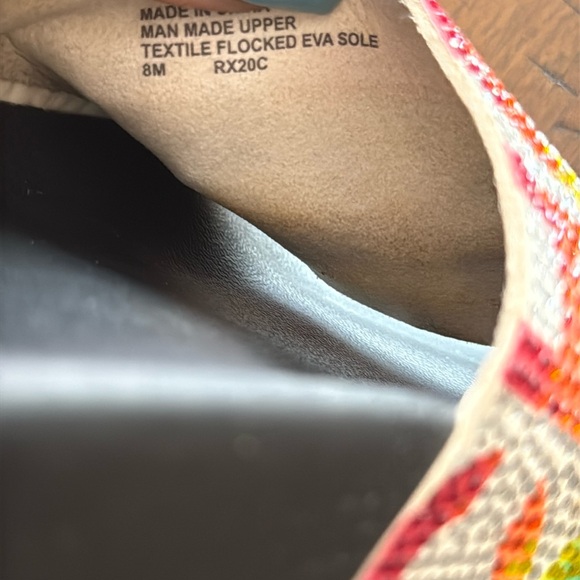 MADE IN
MAN MADE UPPER
TEXTILE FLOCKED EVA SOLE
8M RX20C